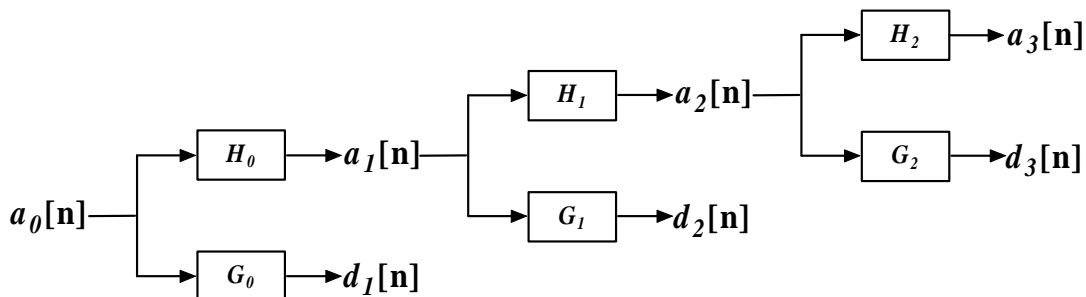 H₂
a₃[n]
H₁
a₂[n]
H₀
a₁[n]
G₂
d₃[n]
a₀[n]
G₁
d₂[n]
G₀
d₁[n]